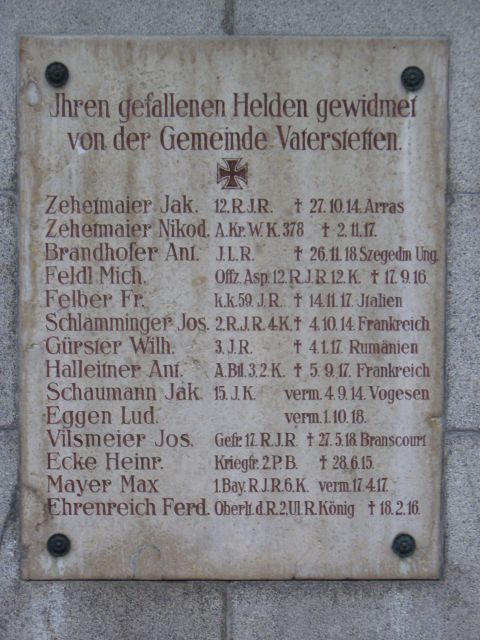 Jhren gefallenen Helden gewidmet
von der Gemeinde Vaterstetten.
Zehetmaier Jak. 12.R.J.R. † 27.10.14. Arras
Zehetmaier Nikod. A.Kr.W.K.378 † 2.11.17.
Brandhofer Ant. J.L.R. † 26.11.18. Szegedm Ung.
Feldl Mich. Offz.Asp.12.R.J.R.12.K. † 17.9.16.
Felber Fr. k.k.59.J.R. † 14.11.17. Jtalien
Schlamminger Jos. 2.R.J.R.4.K. † 4.10.14. Frankreich
Gürster Wilh. 3.J.R. † 4.1.17. Rumänien
Halleitner Ant. A.Btl.3.2.K. † 5.9.17. Frankreich
Schaumann Jak. 15.J.K. verm. 4.9.14. Vogesen
Eggen Lud. verm. 1.10.18.
Vilsmeier Jos. Gefr.17.R.J.R. † 27.5.18. Branscourt
Ecke Heinr. Kriegfr.2.P.B. † 28.6.15.
Mayer Max 1.Bay.R.J.R.6.K. verm.17.4.17.
Ehrenreich Ferd. Oberlt.d.R.2.Ul.R.König † 18.2.16.